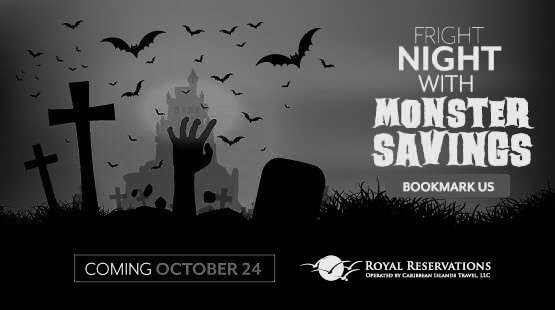 FRIGHT
NIGHT
WITH
MONSTER
SAVINGS
BOOKMARK US
COMING OCTOBER 24
ROYAL RESERVATIONS
OPERATED BY CARIBBEAN ISLANDS TRAVEL, LLC